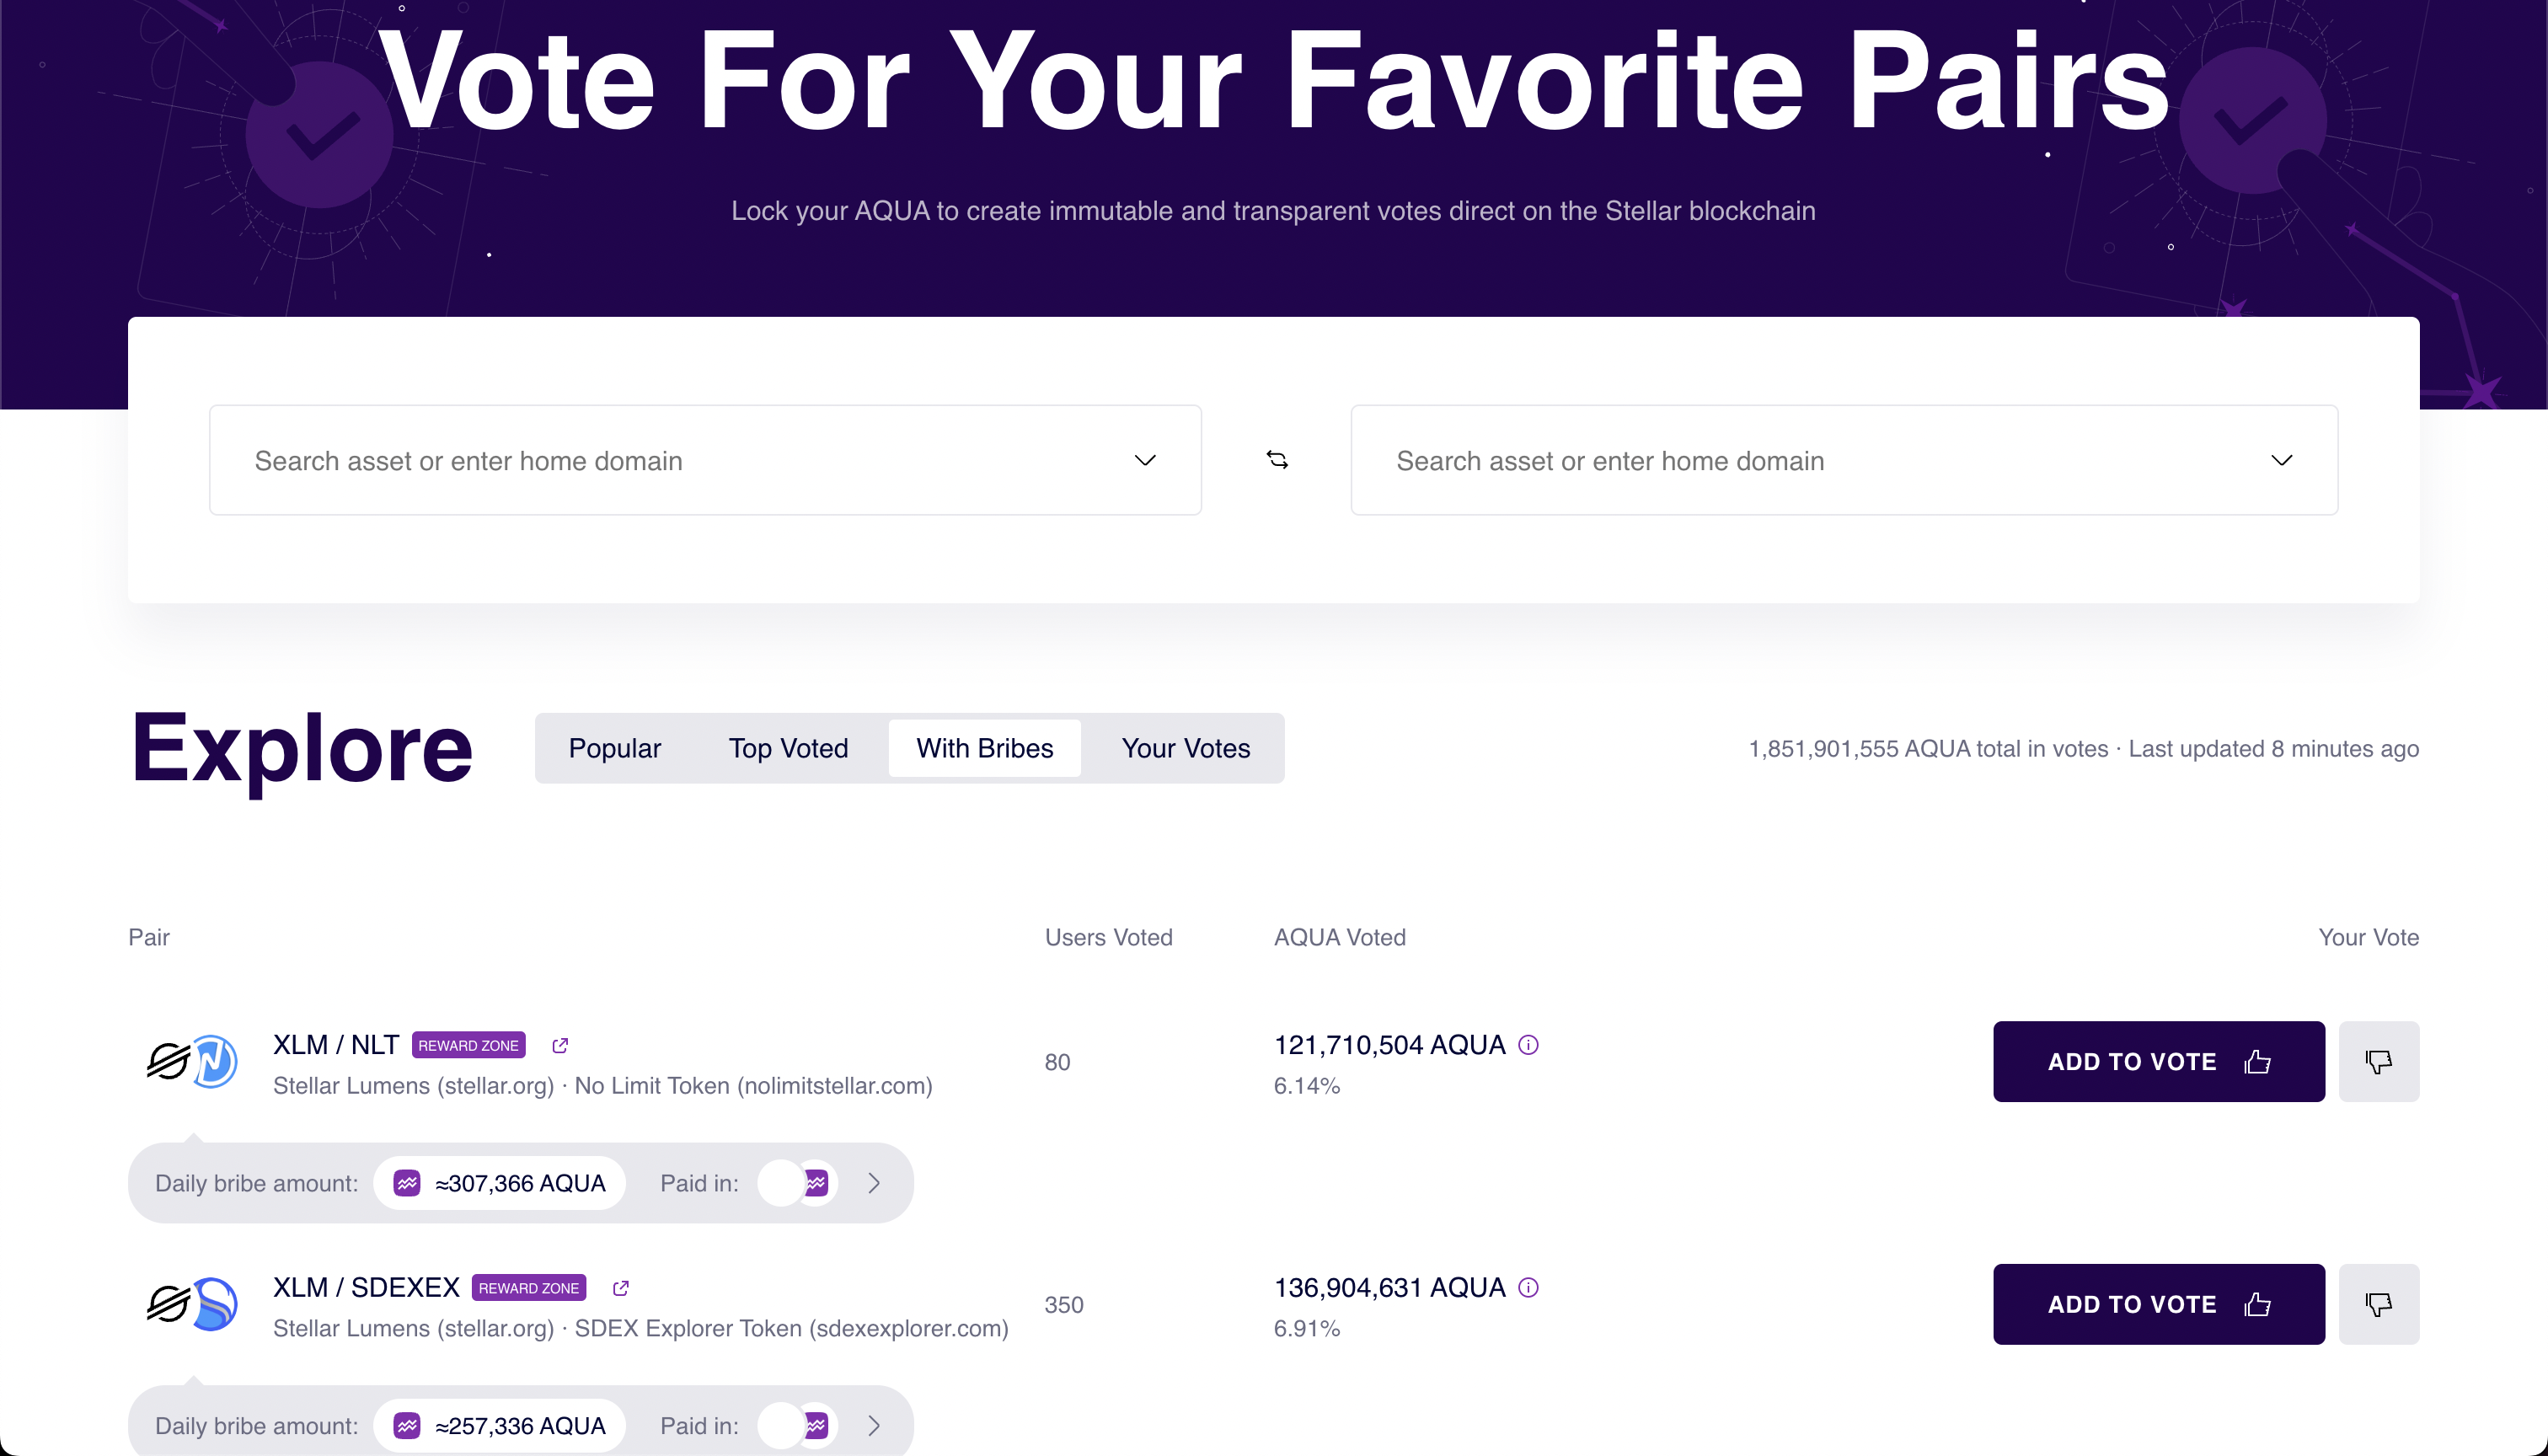 Vote For Your Favorite Pairs
Lock your AQUA to create immutable and transparent votes direct on the Stellar blockchain
Search asset or enter home domain
Search asset or enter home domain
Explore
Popular
Top Voted
With Bribes
Your Votes
1,851,901,555 AQUA total in votes · Last updated 8 minutes ago
Pair
Users Voted
AQUA Voted
Your Vote
XLM / NLT
REWARD ZONE
Stellar Lumens (stellar.org) · No Limit Token (nolimitstellar.com)
80
121,710,504 AQUA
6.14%
ADD TO VOTE
Daily bribe amount:
≈307,366 AQUA
Paid in:
XLM / SDEXEX
REWARD ZONE
Stellar Lumens (stellar.org) · SDEX Explorer Token (sdexexplorer.com)
350
136,904,631 AQUA
6.91%
ADD TO VOTE
Daily bribe amount:
≈257,336 AQUA
Paid in: